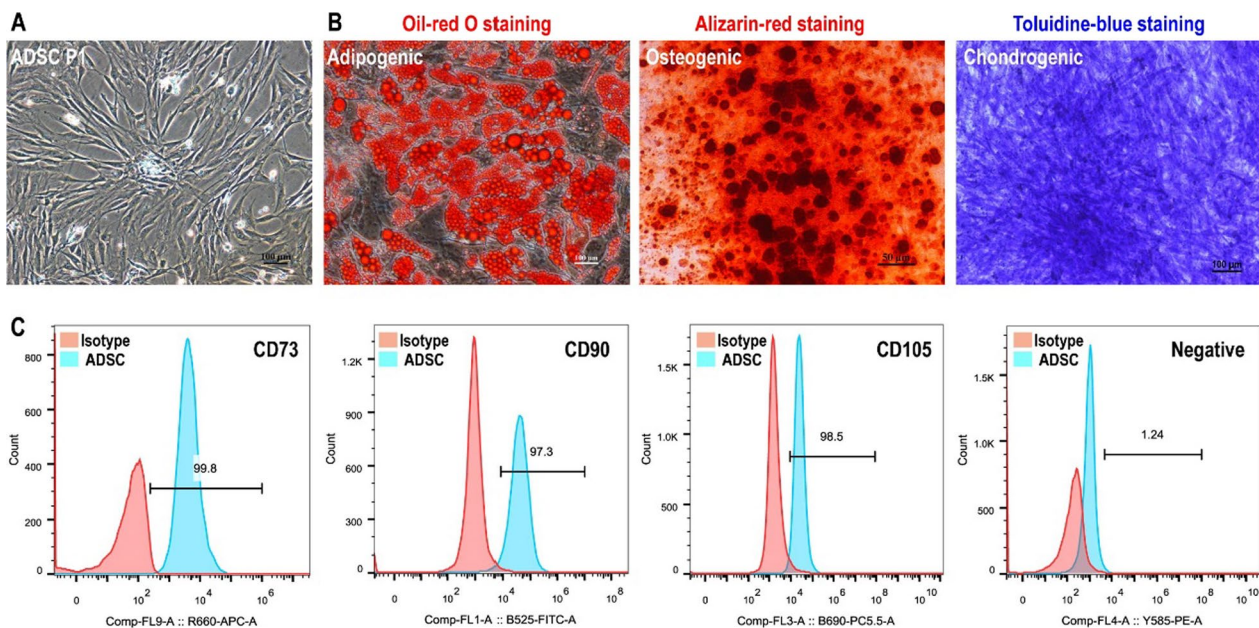 A
ADSC P1
100 μm
B
Oil-red O staining
Adipogenic
100 μm
Alizarin-red staining
Osteogenic
50 μm
Toluidine-blue staining
Chondrogenic
100 μm
C
Isotype
ADSC
CD73
99.8
Count
800
600
400
200
0
0 10^2 10^4 10^6
Comp-FL9-A :: R660-APC-A
Isotype
ADSC
CD90
97.3
Count
1.2K
900
600
300
0
0 10^2 10^4 10^6 10^8
Comp-FL1-A :: B525-FITC-A
Isotype
ADSC
CD105
98.5
Count
1.5K
1.0K
500
0
0 10^2 10^4 10^6 10^8
Comp-FL3-A :: B690-PC5.5-A
Isotype
ADSC
Negative
1.24
Count
1.5K
1.0K
500
0
0 10^2 10^4 10^6 10^8
Comp-FL4-A :: Y585-PE-A